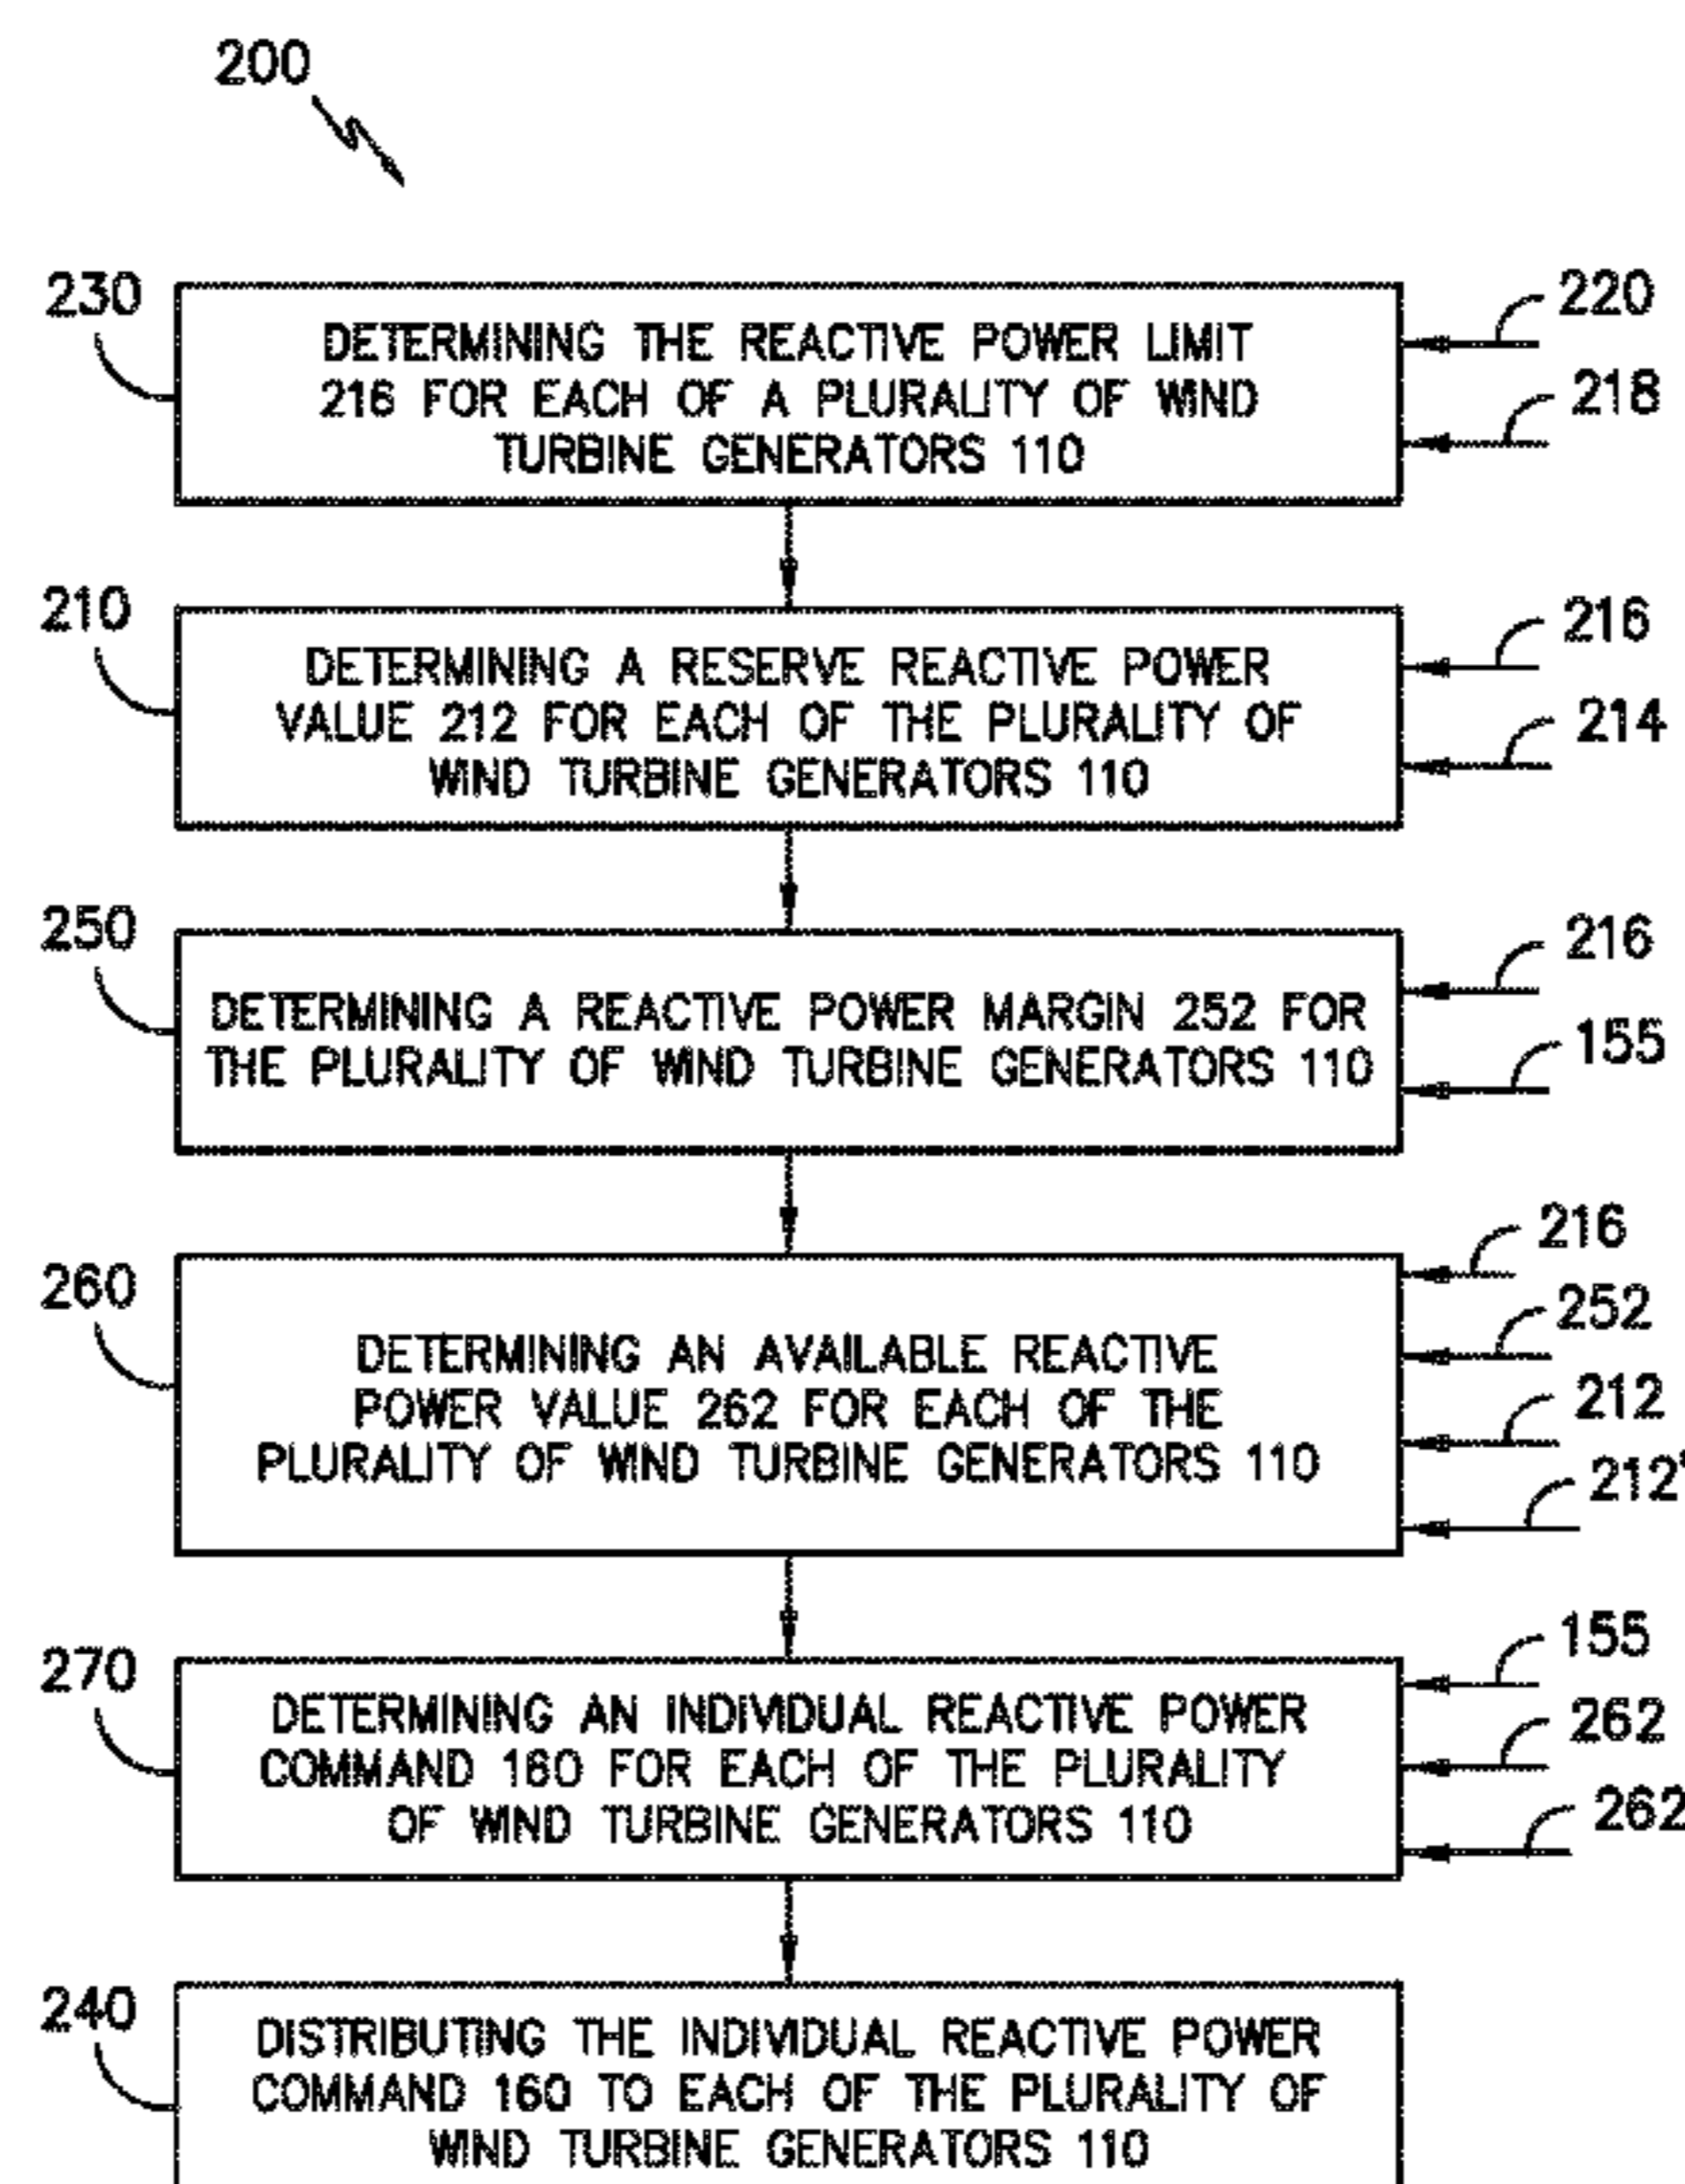 200
230
DETERMINING THE REACTIVE POWER LIMIT
216 FOR EACH OF A PLURALITY OF WIND
TURBINE GENERATORS 110
220
218
210
DETERMINING A RESERVE REACTIVE POWER
VALUE 212 FOR EACH OF THE PLURALITY OF
WIND TURBINE GENERATORS 110
216
214
250
DETERMINING A REACTIVE POWER MARGIN 252 FOR
THE PLURALITY OF WIND TURBINE GENERATORS 110
216
155
260
DETERMINING AN AVAILABLE REACTIVE
POWER VALUE 262 FOR EACH OF THE
PLURALITY OF WIND TURBINE GENERATORS 110
216
252
212
212'
270
DETERMINING AN INDIVIDUAL REACTIVE POWER
COMMAND 160 FOR EACH OF THE PLURALITY
OF WIND TURBINE GENERATORS 110
155
262
262
240
DISTRIBUTING THE INDIVIDUAL REACTIVE POWER
COMMAND 160 TO EACH OF THE PLURALITY OF
WIND TURBINE GENERATORS 110